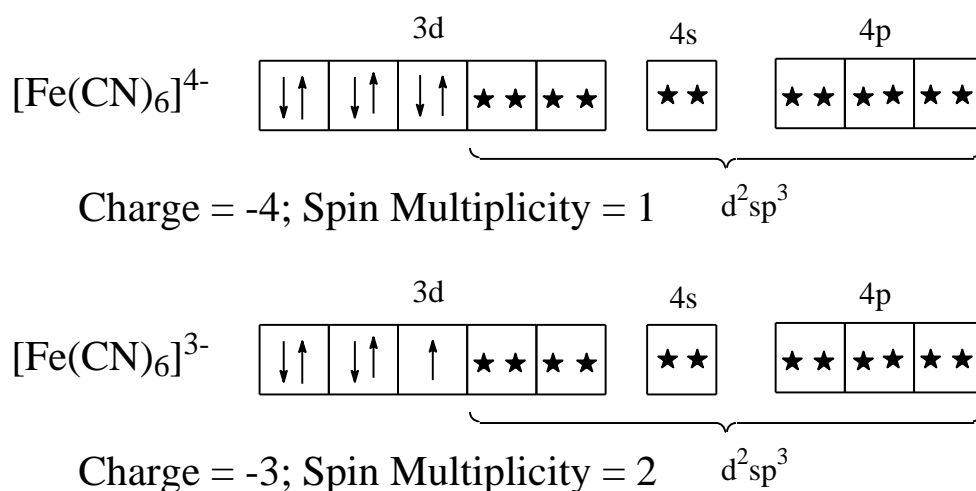 3d 4s 4p
[Fe(CN)₆]⁴⁻
Charge = -4; Spin Multiplicity = 1 d²sp³
3d 4s 4p
[Fe(CN)₆]³⁻
Charge = -3; Spin Multiplicity = 2 d²sp³